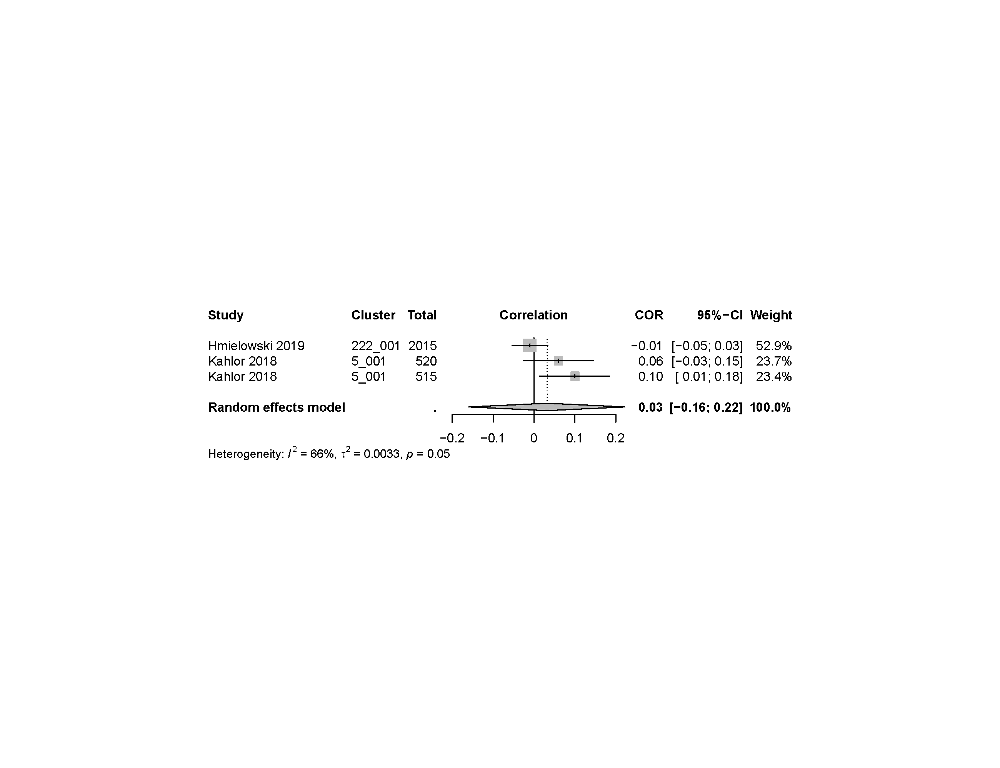 Study Cluster Total Correlation COR 95%−CI Weight
Hmielowski 2019 222_001 2015 −0.01 [−0.05; 0.03] 52.9%
Kahlor 2018 5_001 520 0.06 [−0.03; 0.15] 23.7%
Kahlor 2018 5_001 515 0.10 [ 0.01; 0.18] 23.4%
Random effects model . 0.03 [−0.16; 0.22] 100.0%
−0.2 −0.1 0 0.1 0.2
Heterogeneity: I² = 66%, τ² = 0.0033, p = 0.05